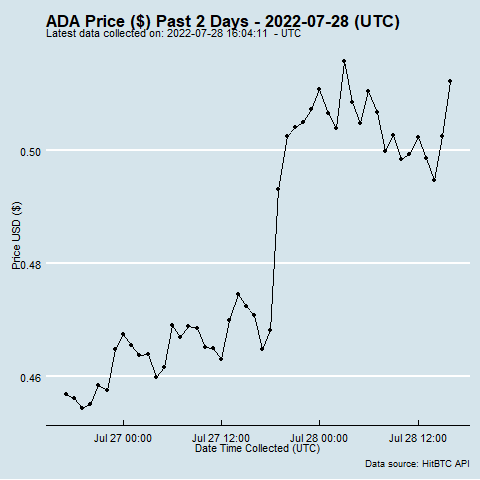 ADA Price ($) Past 2 Days - 2022-07-28 (UTC)
Latest data collected on: 2022-07-28 16:04:11  - UTC
0.50
0.48
0.46
Price USD ($)
Jul 27 00:00 Jul 27 12:00 Jul 28 00:00 Jul 28 12:00
Date Time Collected (UTC)
Data source: HitBTC API